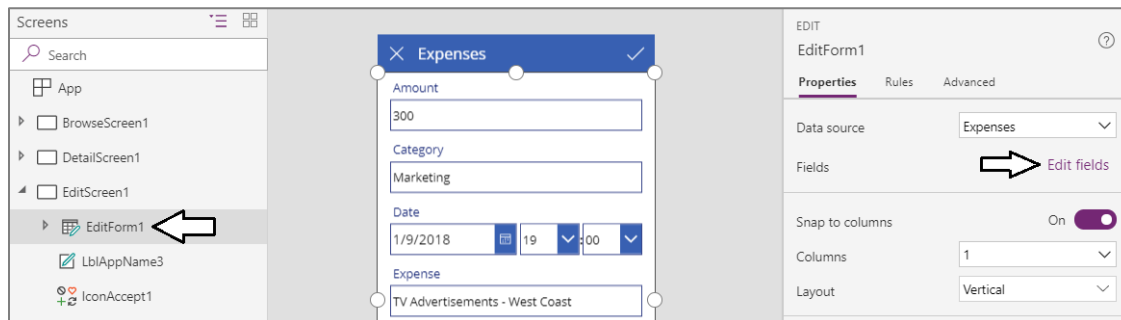 Screens
Search
App
BrowseScreen1
DetailScreen1
EditScreen1
EditForm1
LblAppName3
IconAccept1
Expenses
Amount
300
Category
Marketing
Date
1/9/2018 19 :00
Expense
TV Advertisements - West Coast
EDIT
EditForm1
?
Properties Rules Advanced
Data source Expenses
Fields Edit fields
Snap to columns On
Columns 1
Layout Vertical